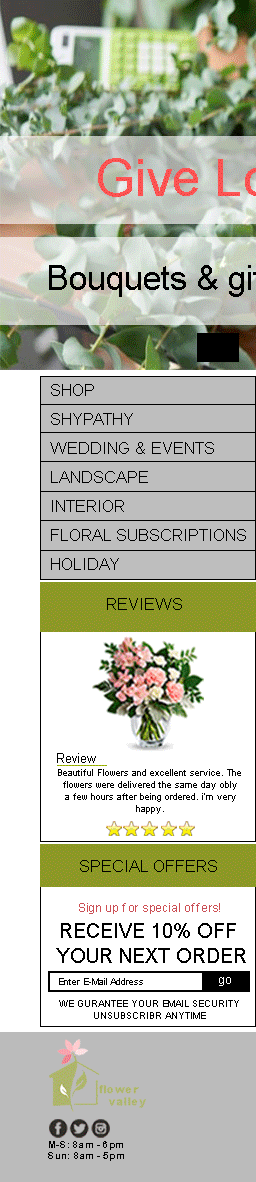 Give Lo
Bouquets & gi
SHOP
SHYPATHY
WEDDING & EVENTS
LANDSCAPE
INTERIOR
FLORAL SUBSCRIPTIONS
HOLIDAY
REVIEWS
Review
Beautiful Flowers and excellent service. The
flowers were delivered the same day obly
a few hours after being ordered. i'm very
happy.
SPECIAL OFFERS
Sign up for special offers!
RECEIVE 10% OFF
YOUR NEXT ORDER
Enter E-Mail Address
go
WE GURANTEE YOUR EMAIL SECURITY
UNSUBSCRIBR ANYTIME
flower
valley
M-S: 8am - 6pm
Sun: 8am - 5pm